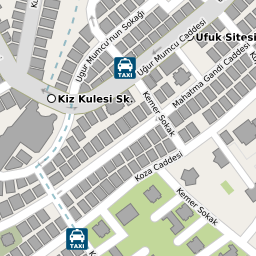 Uğur Mumcu'nun Sokağı
Uğur Mumcu Caddesi
Ufuk Sitesi
TAXI
Kiz Kulesi Sk.
Mahatma Gandi Caddesi
Kemer Sokak
Koza Caddesi
Kemer Sokak
TAXI